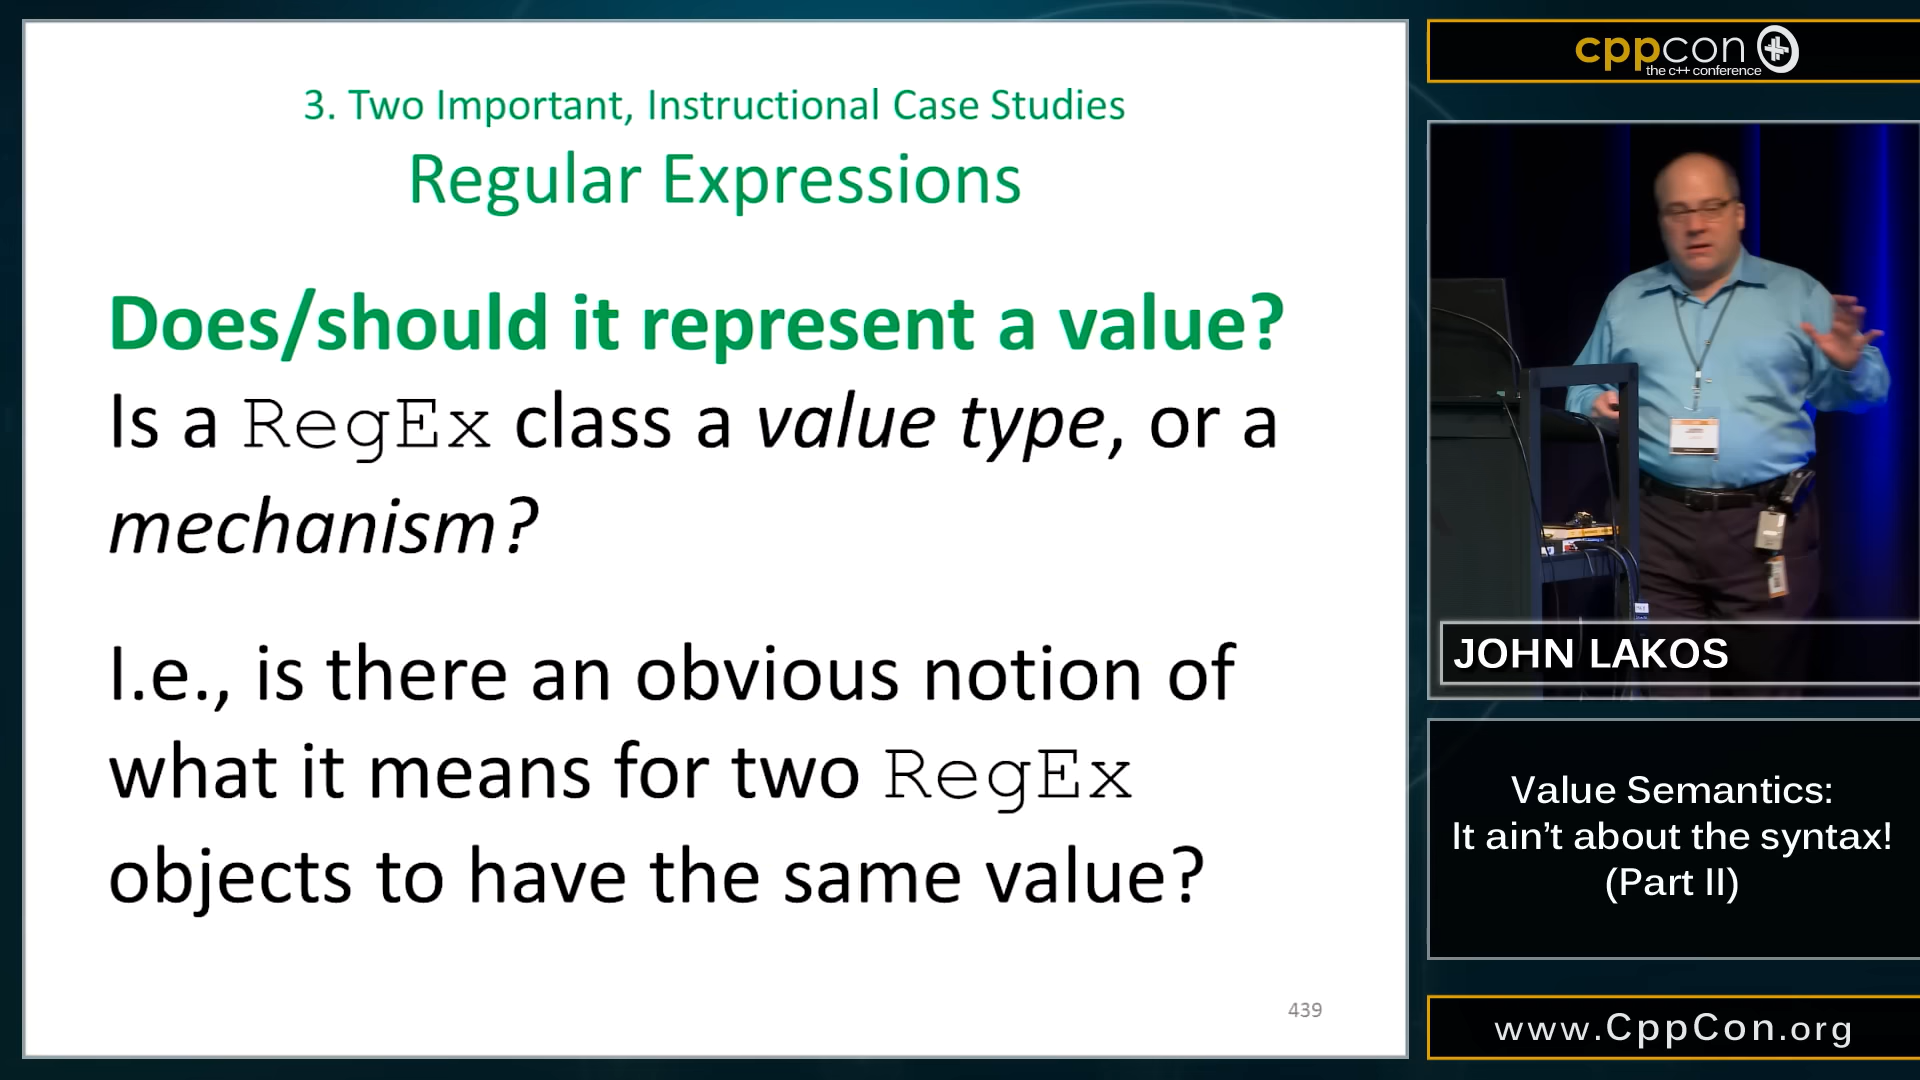 3. Two Important, Instructional Case Studies
Regular Expressions
Does/should it represent a value?
Is a RegEx class a value type, or a
mechanism?
I.e., is there an obvious notion of
what it means for two RegEx
objects to have the same value?
439
cppcon
the c++ conference
JOHN LAKOS
Value Semantics:
It ain’t about the syntax!
(Part II)
www.CppCon.org